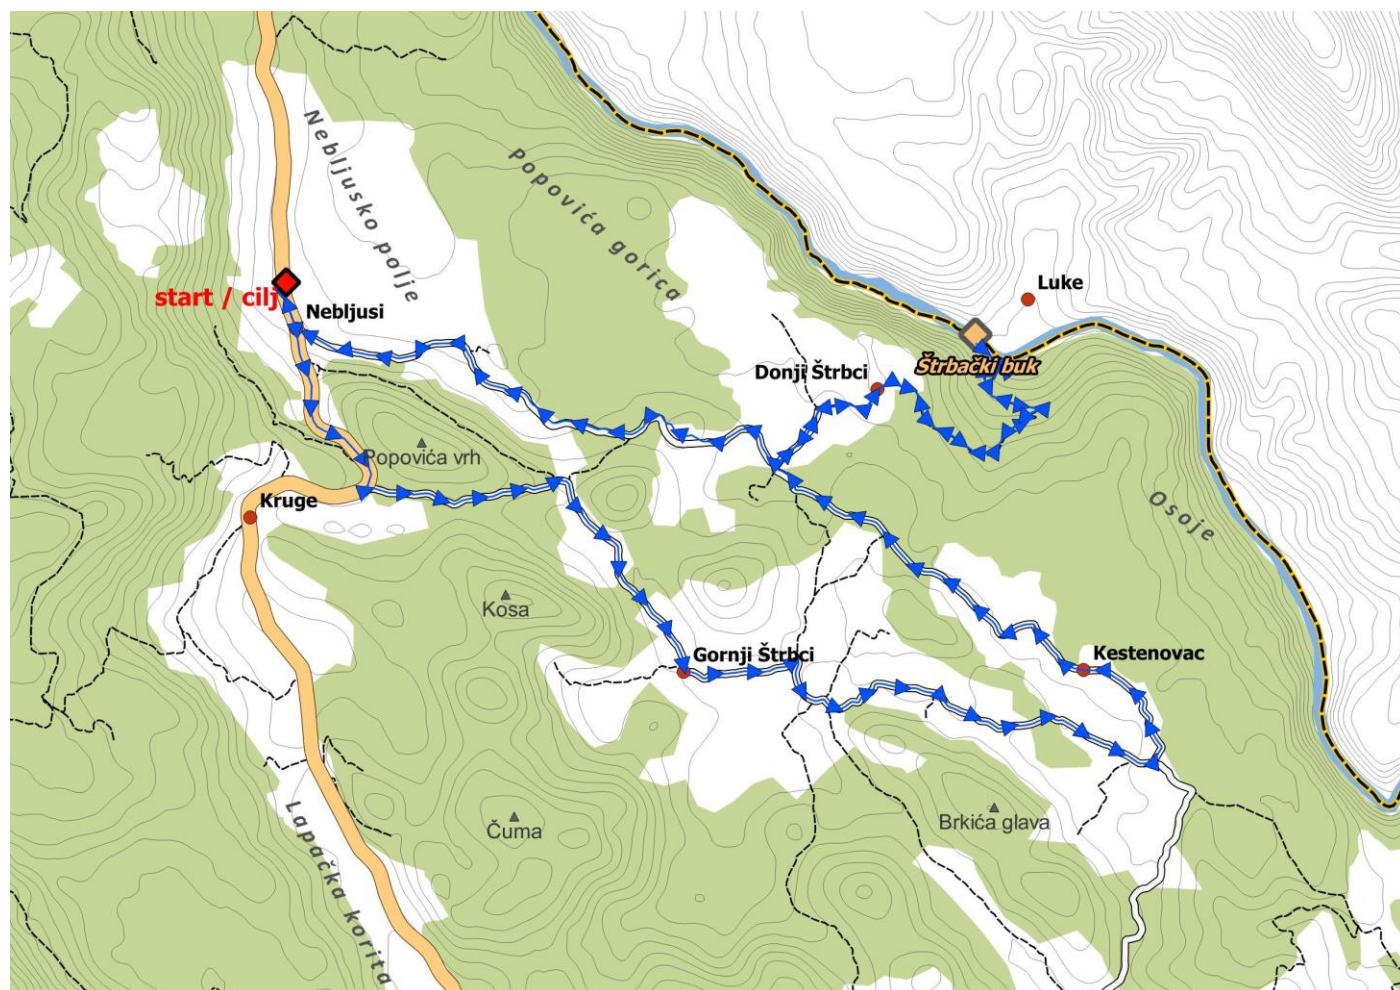 Nebljusko polje
Popovića gorica
Luke
start / cilj
Nebljusi
Štrbački buk
Donji Štrbci
Popovića vrh
Osoje
Kruge
Kosa
Gornji Štrbci
Kestenovac
Lapačka korita
Čuma
Brkića glava